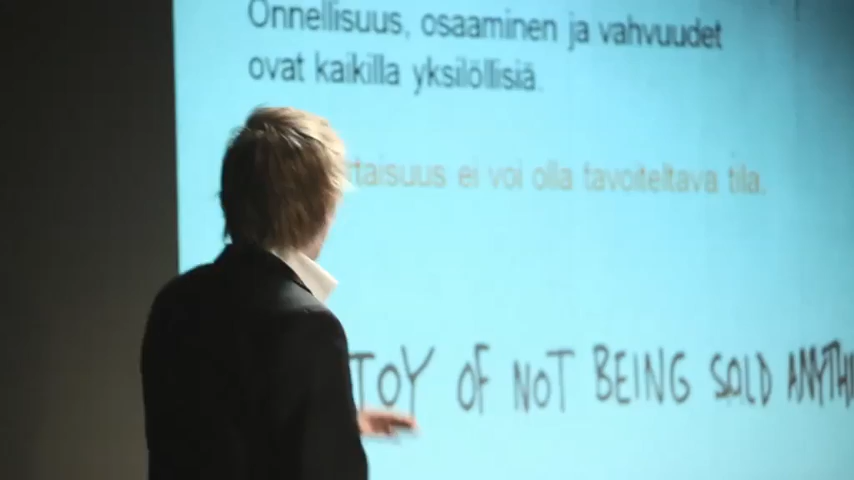 Onnellisuus, osaaminen ja vahvuudet
ovat kaikilla yksilöllisiä.
ei voi olla tavoiteltava tila.
OF NOT BEING SOLD